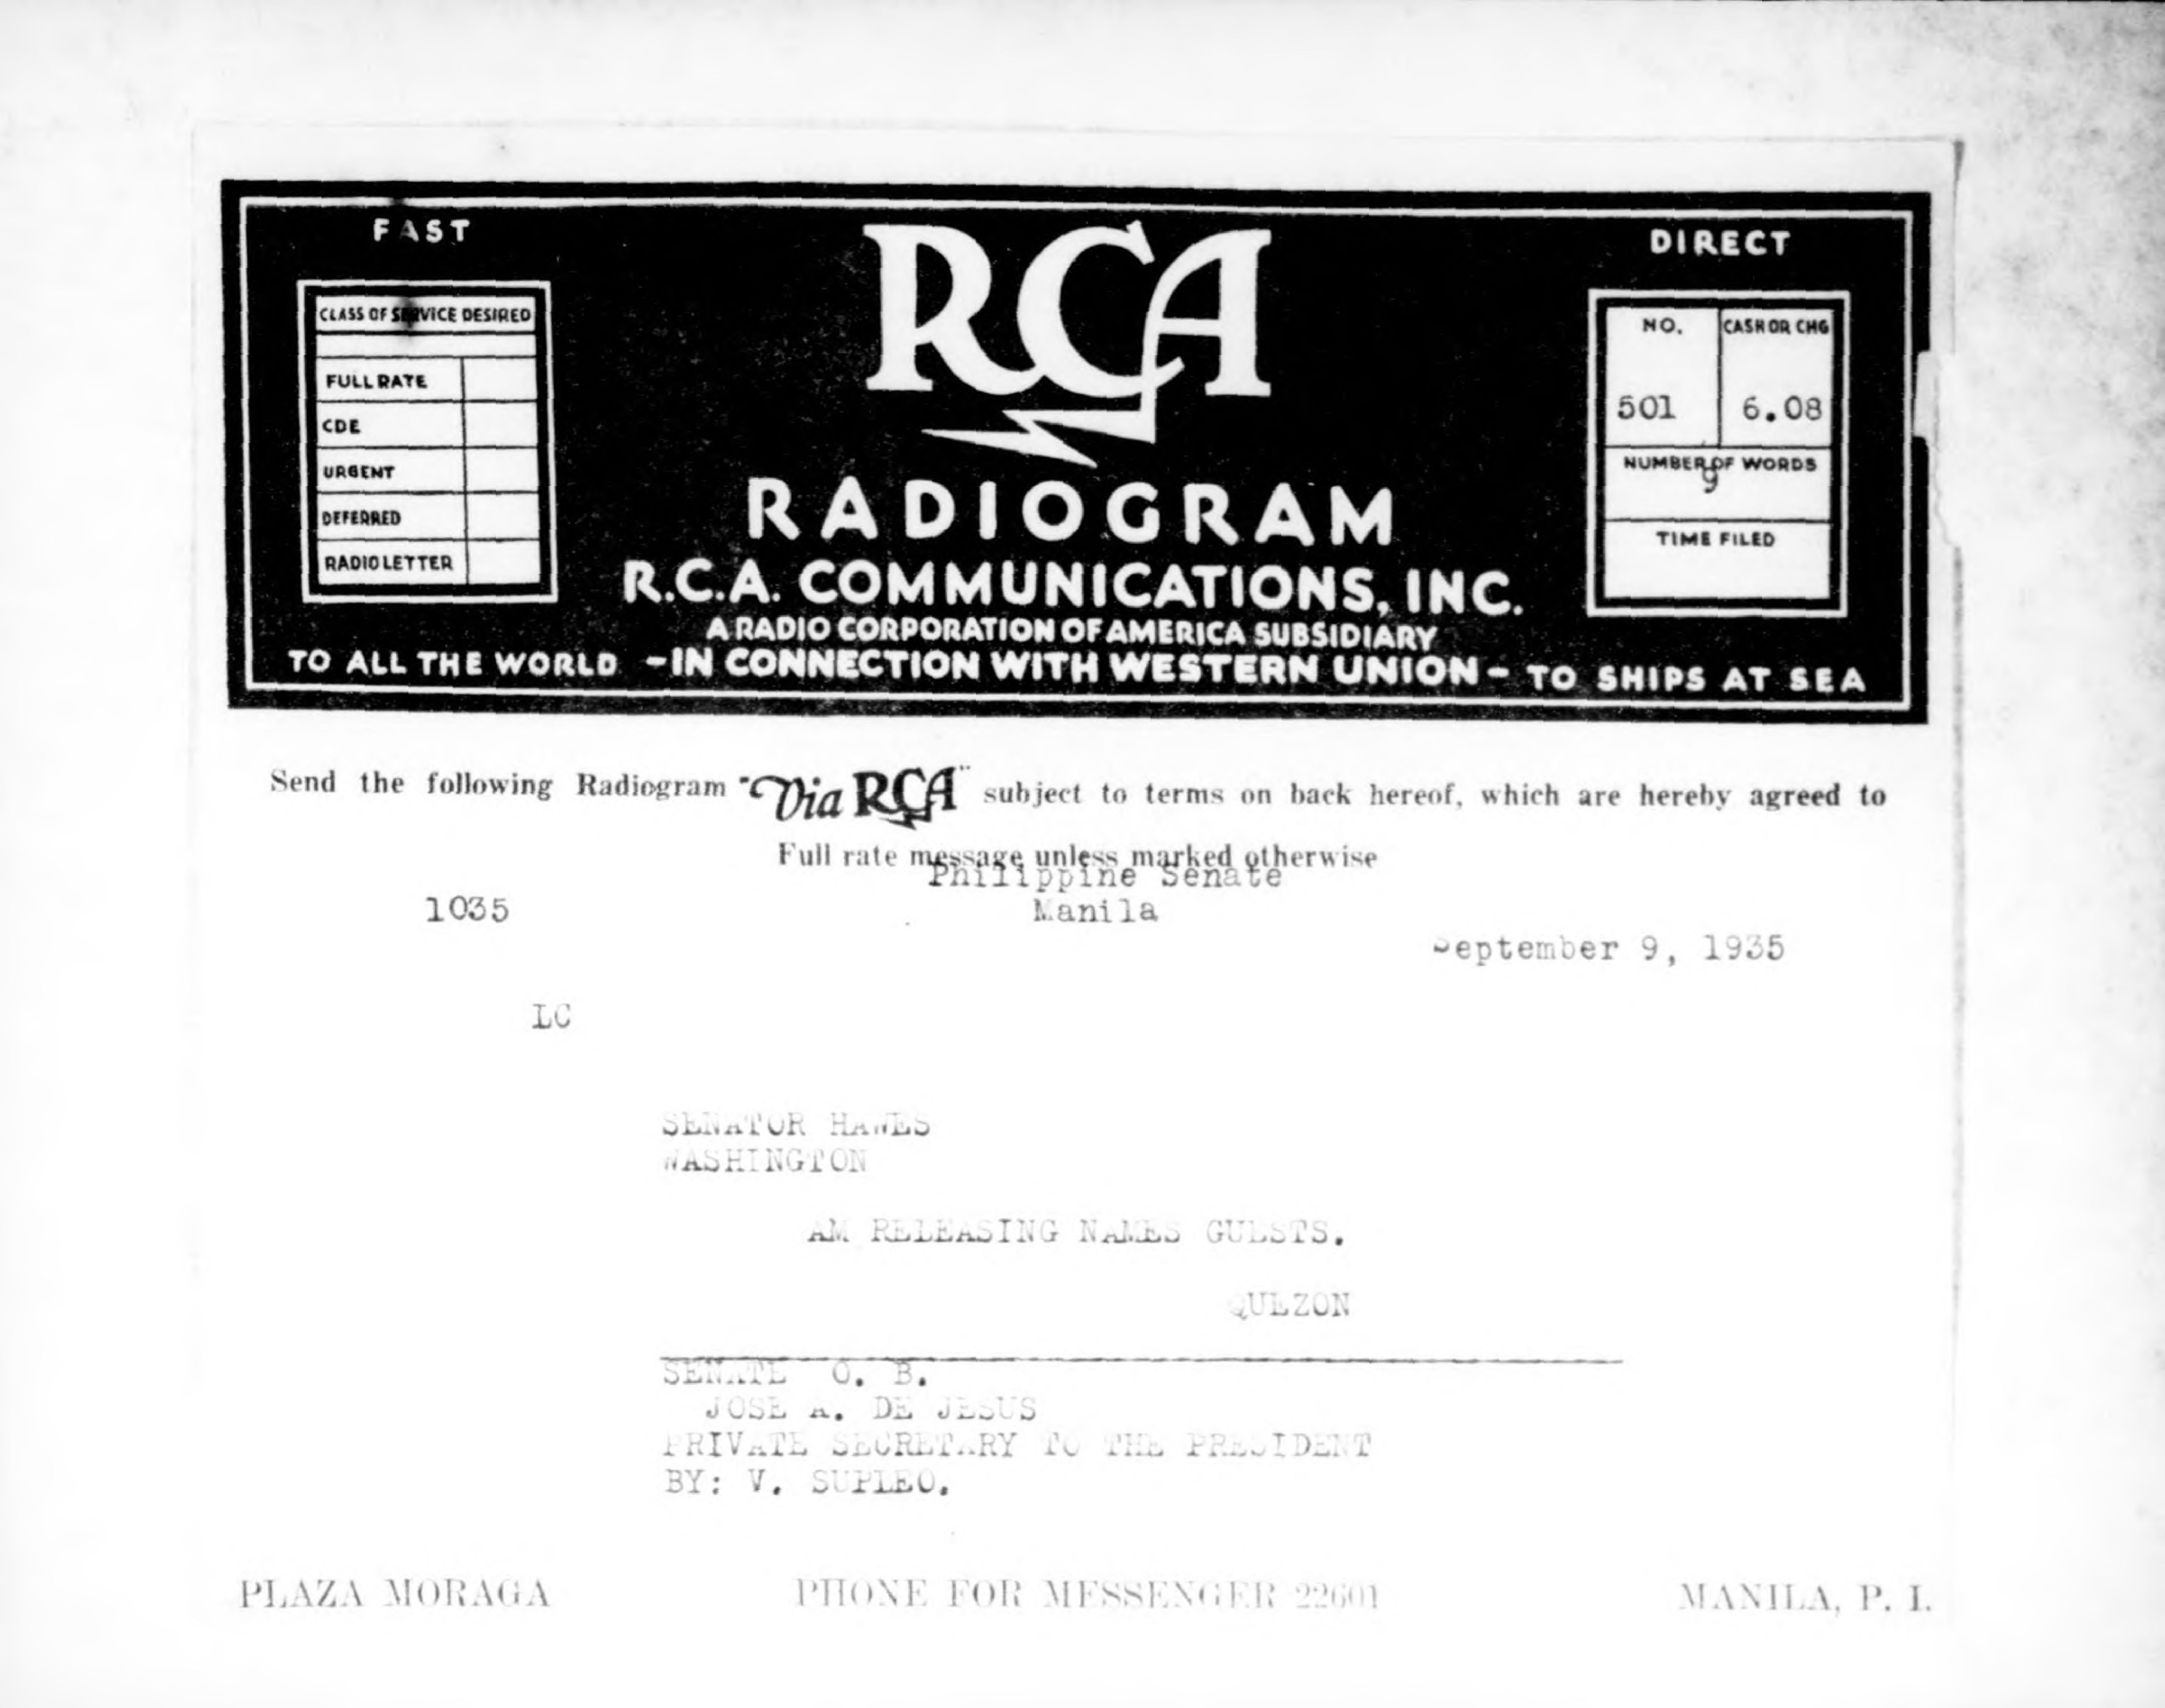 FAST
DIRECT
RCA
CLASS OF SERVICE DESIRED
FULL RATE
CDE
URGENT
DEFERRED
RADIO LETTER
NO. CASH OR CHG
501 6.08
NUMBER OF WORDS
9
TIME FILED
RADIOGRAM
R.C.A. COMMUNICATIONS, INC.
A RADIO CORPORATION OF AMERICA SUBSIDIARY
TO ALL THE WORLD -IN CONNECTION WITH WESTERN UNION- TO SHIPS AT SEA
Send the following Radiogram "Via RCA" subject to terms on back hereof, which are hereby agreed to
Full rate message unless marked otherwise
Philippine Senate
1035 Manila
September 9, 1935
LC
SENATOR HAWES
WASHINGTON
AM RELEASING NAMES GUESTS.
QUEZON
SENATE O. B.
JOSE A. DE JESUS
PRIVATE SECRETARY TO THE PRESIDENT
BY: V. SUPLEO.
PLAZA MORAGA PHONE FOR MESSENGER 22601 MANILA, P. I.